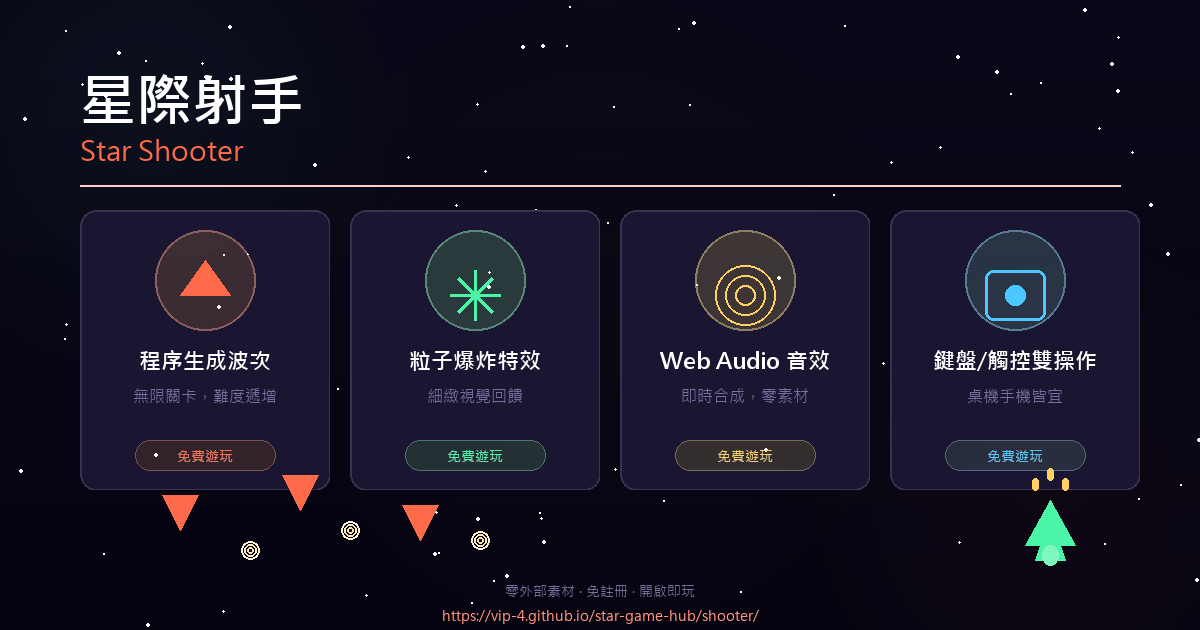 星際射手
Star Shooter
程序生成波次
無限關卡，難度遞增
免費遊玩
粒子爆炸特效
細緻視覺回饋
免費遊玩
Web Audio 音效
即時合成，零素材
免費遊玩
鍵盤/觸控雙操作
桌機手機皆宜
免費遊玩
零外部素材 · 免註冊 · 開啟即玩
https://vip-4.github.io/star-game-hub/shooter/